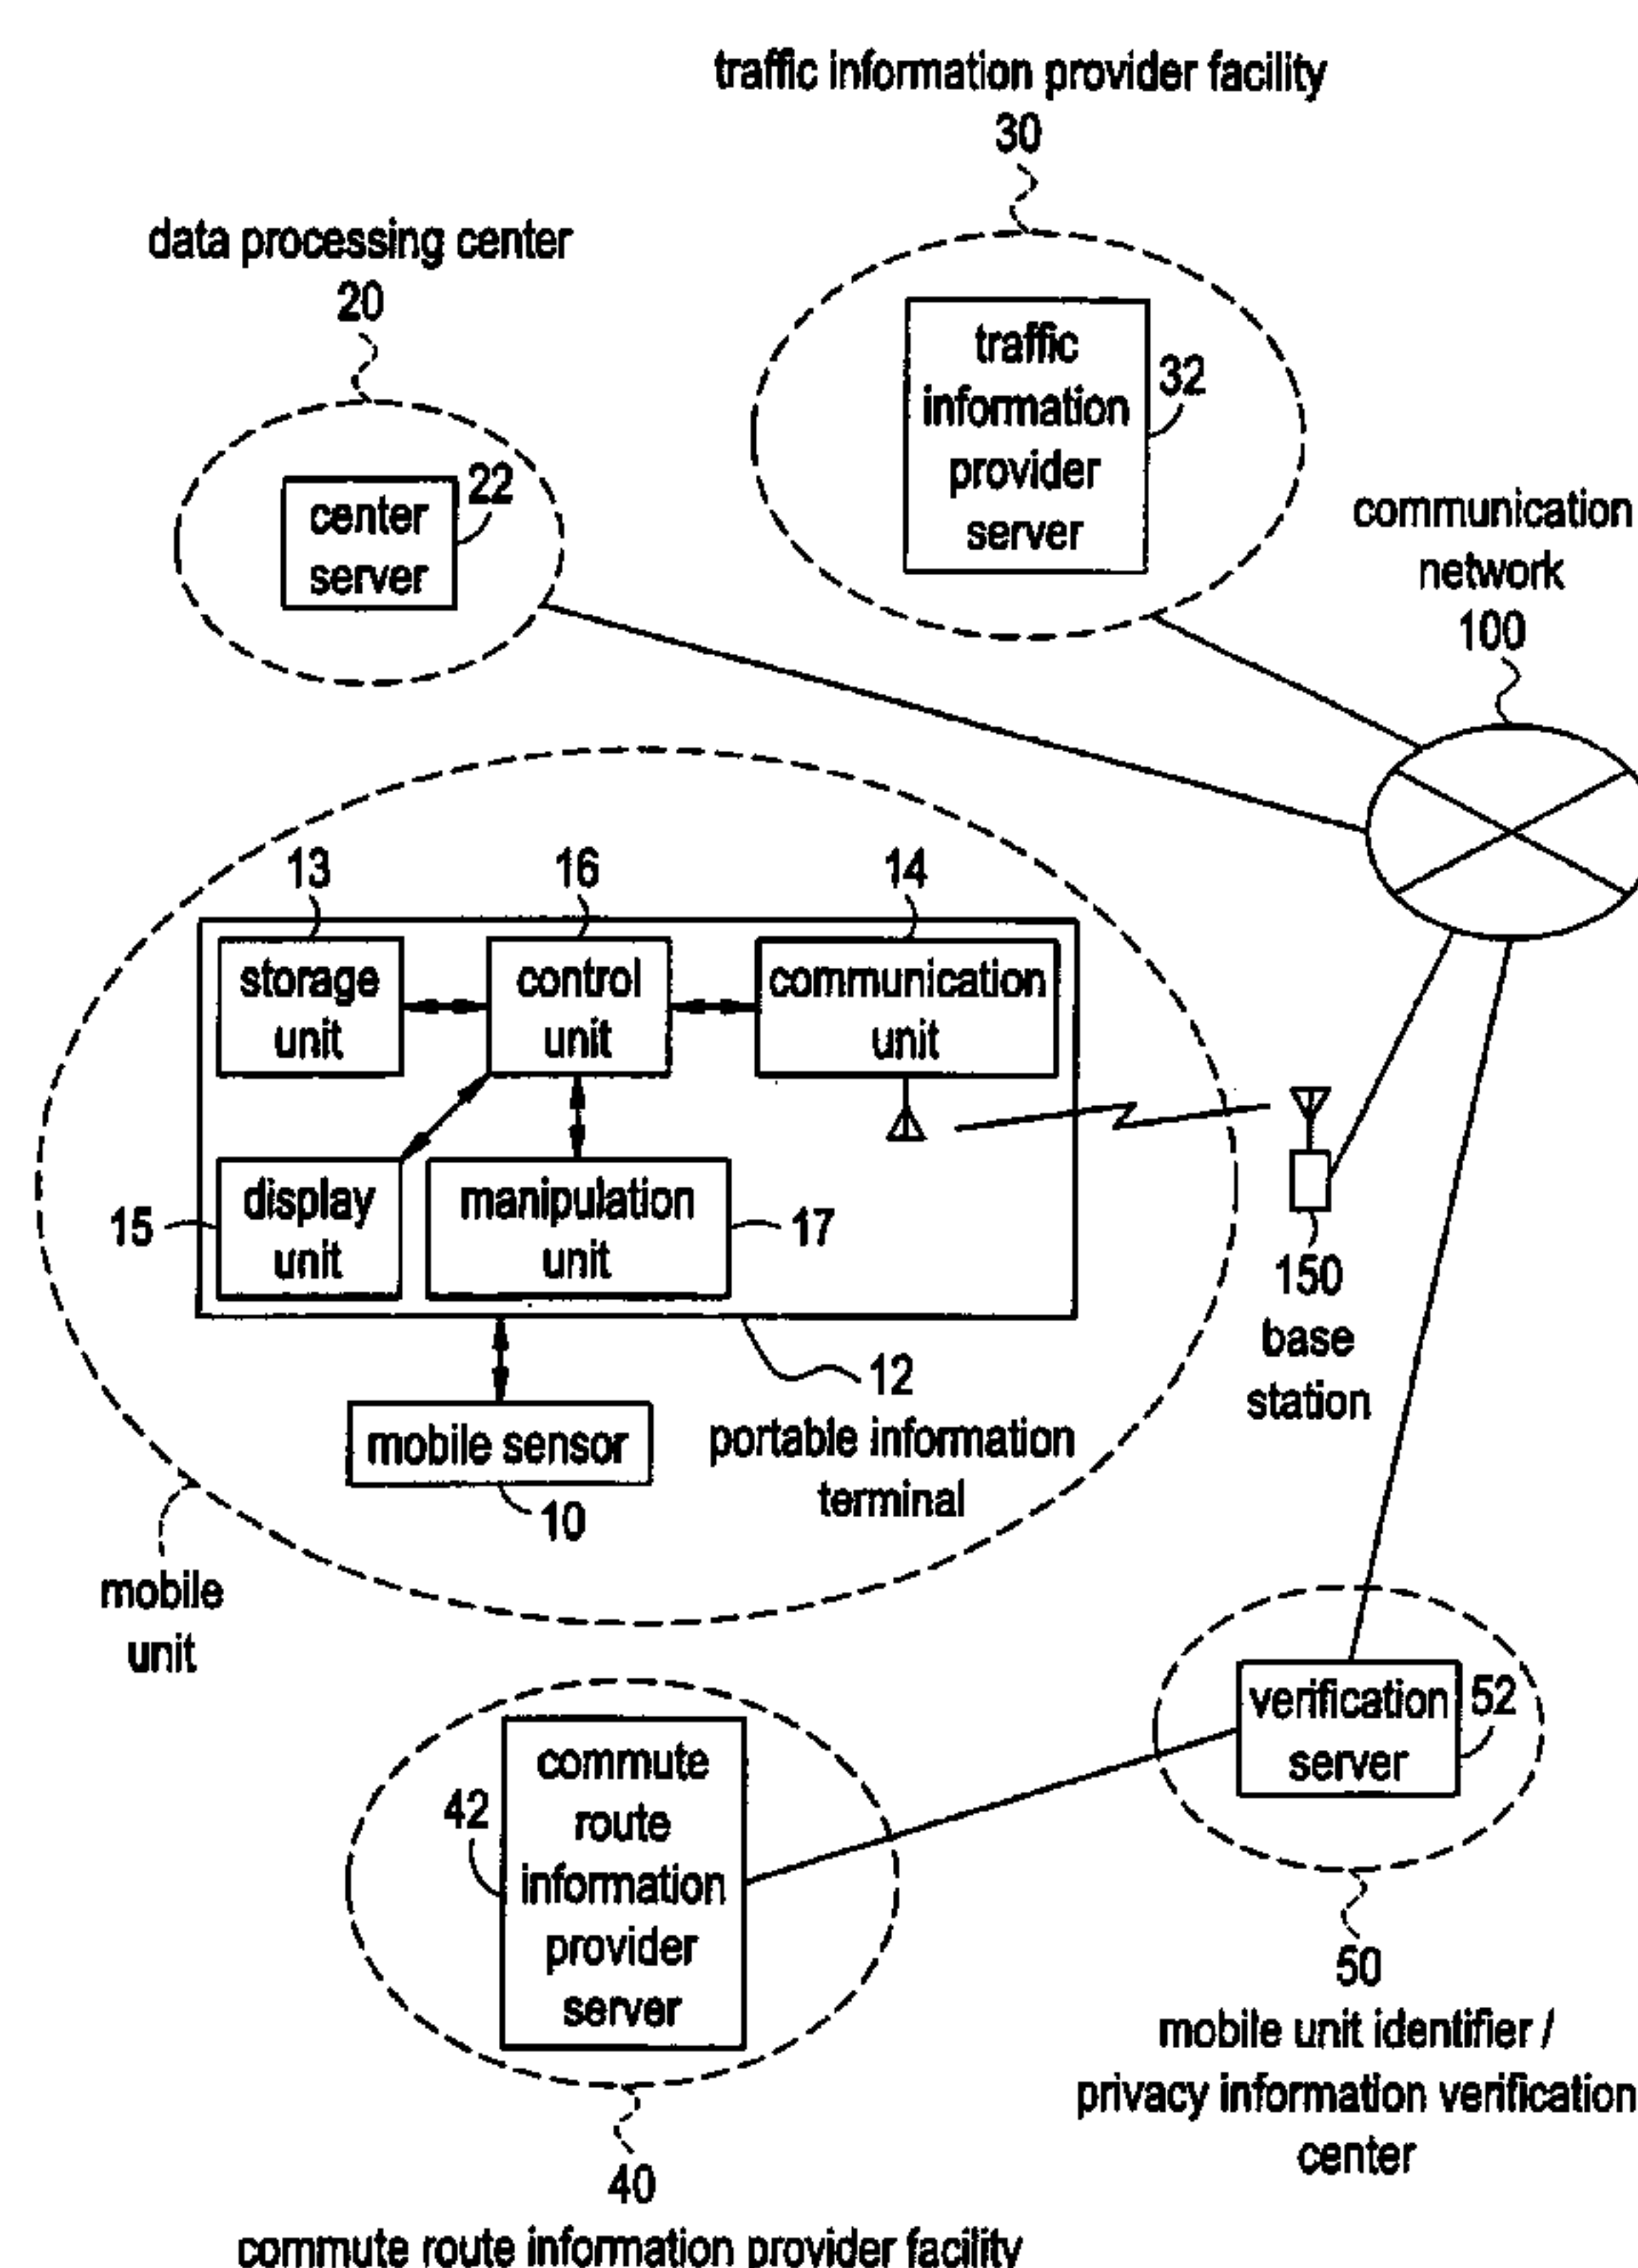 traffic information provider facility
30
data processing center
20
traffic
information
provider
server
32
center
server
22
communication
network
100
13
16
14
storage
unit
control
unit
communication
unit
display
unit
15
manipulation
unit
17
150
base
station
12
portable information
terminal
mobile sensor
10
mobile
unit
verification
server
52
commute
route
information
provider
server
42
50
mobile unit identifier /
privacy information verification
center
40
commute route information provider facility